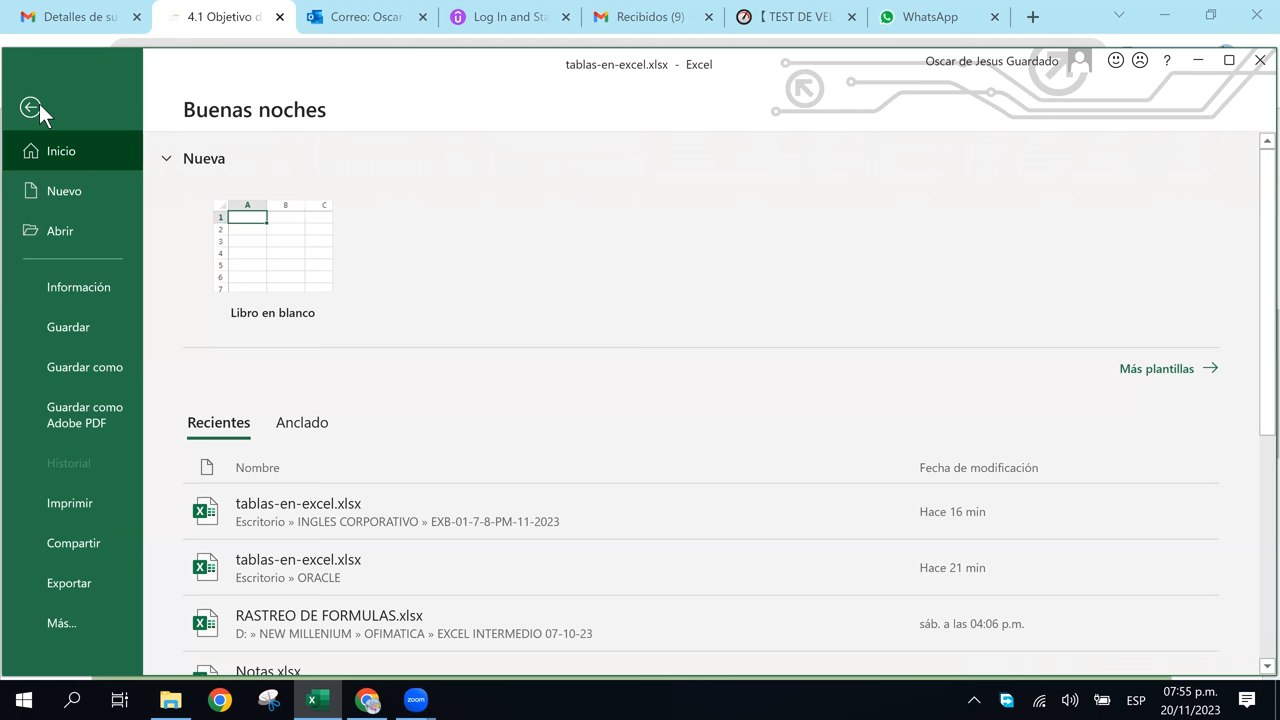 Detalles de su
4.1 Objetivo d
Correo: Oscar
Log In and Sta
Recibidos (9)
【 TEST DE VEL
WhatsApp
tablas-en-excel.xlsx - Excel
Oscar de Jesus Guardado
?
Buenas noches
Inicio
Nuevo
Abrir
Información
Guardar
Guardar como
Guardar como
Adobe PDF
Historial
Imprimir
Compartir
Exportar
Más...
Nueva
A B C
1
2
3
4
5
6
7
Libro en blanco
Más plantillas
Recientes Anclado
Nombre Fecha de modificación
tablas-en-excel.xlsx
Escritorio » INGLES CORPORATIVO » EXB-01-7-8-PM-11-2023
Hace 16 min
tablas-en-excel.xlsx
Escritorio » ORACLE
Hace 21 min
RASTREO DE FORMULAS.xlsx
D: » NEW MILLENIUM » OFIMATICA » EXCEL INTERMEDIO 07-10-23
sáb. a las 04:06 p.m.
Notas.xlsx
zoom
ESP
07:55 p.m.
20/11/2023